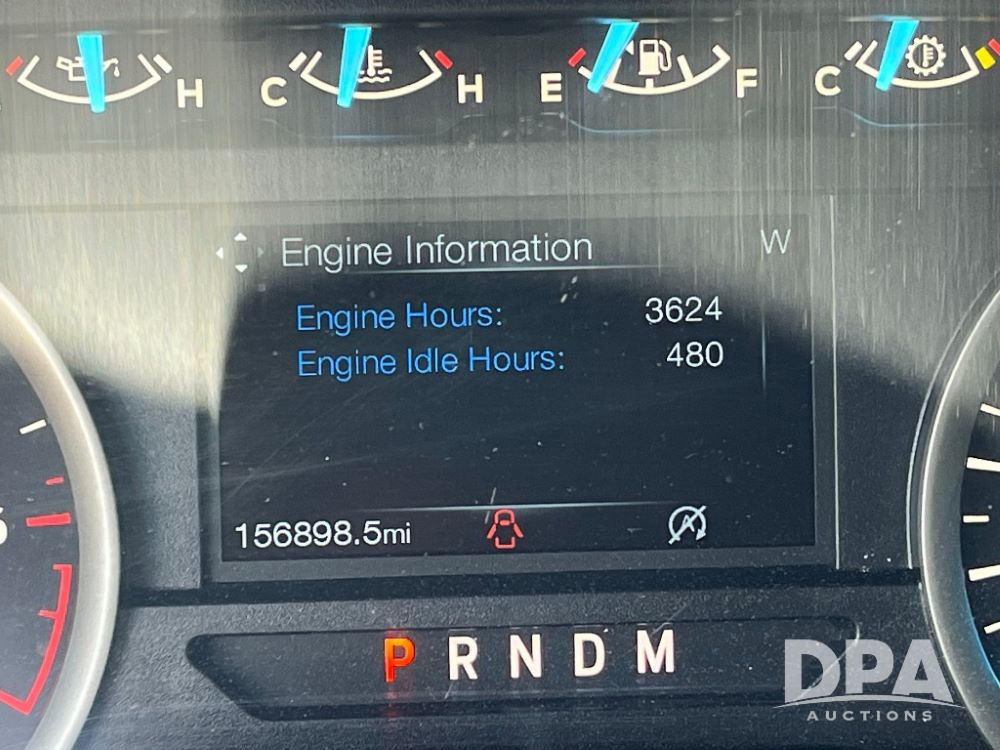 H C H E F C
Engine Information W
Engine Hours: 3624
Engine Idle Hours: 480
156898.5mi
P R N D M
DPA
AUCTIONS